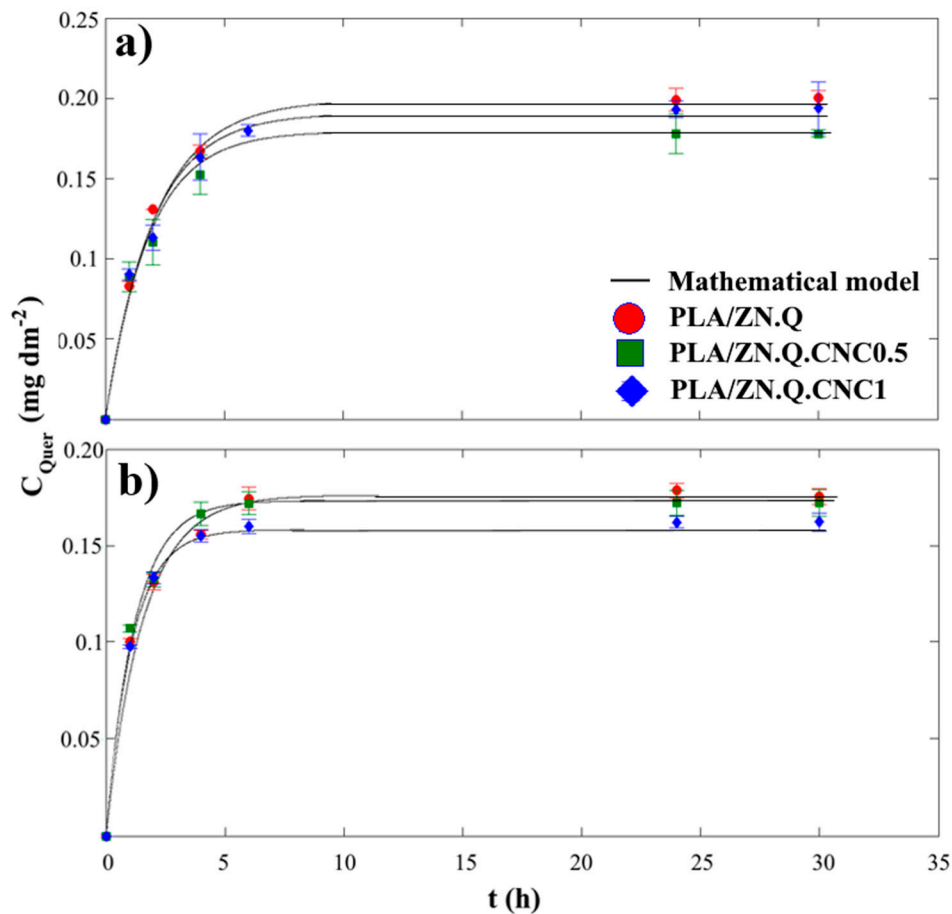 a)
0.25
0.20
0.15
0.1
0.05
Mathematical model
PLA/ZN.Q
PLA/ZN.Q.CNC0.5
PLA/ZN.Q.CNC1
C_Quer (mg dm⁻²)
b)
0.20
0.15
0.1
0.05
0 5 10 15 20 25 30 35
t (h)